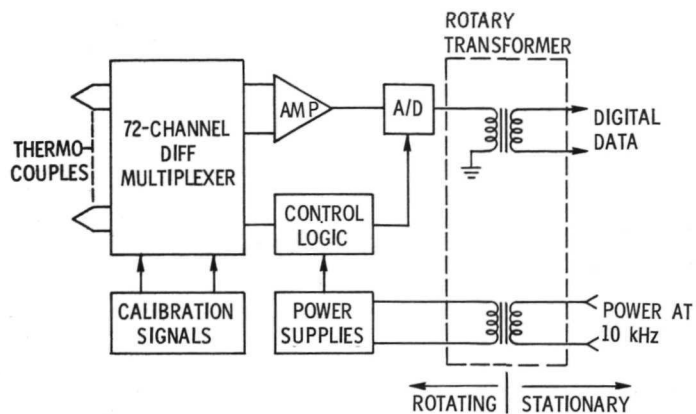 ROTARY
TRANSFORMER
THERMO-
COUPLES
72-CHANNEL
DIFF
MULTIPLEXER
AMP
A/D
DIGITAL
DATA
CONTROL
LOGIC
CALIBRATION
SIGNALS
POWER
SUPPLIES
POWER AT
10 kHz
ROTATING
STATIONARY